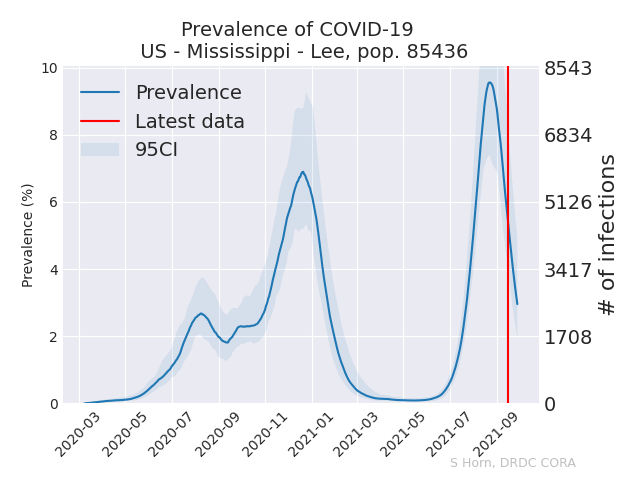 Prevalence of COVID-19
US - Mississippi - Lee, pop. 85436
Prevalence
Latest data
95CI
Prevalence (%)
10
8
6
4
2
0
8543
6834
5126
3417
1708
0
# of infections
2020-03
2020-05
2020-07
2020-09
2020-11
2021-01
2021-03
2021-05
2021-07
2021-09
S Horn, DRDC CORA